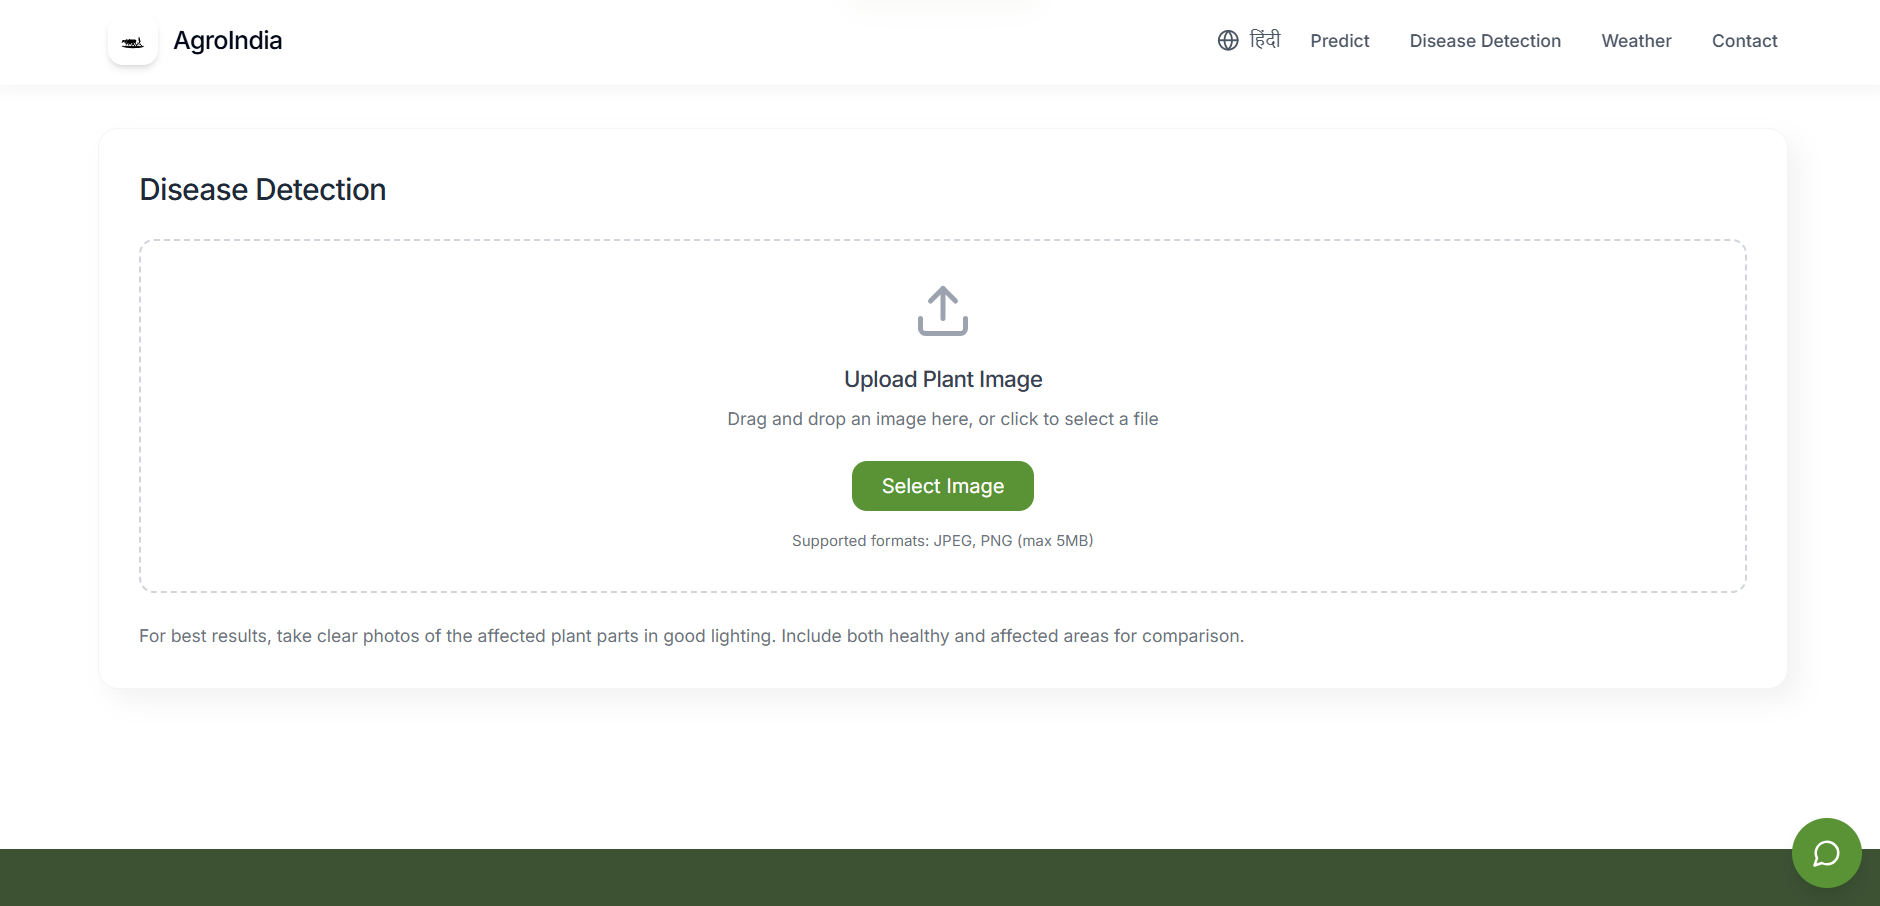 AgroIndia
हिंदी
Predict
Disease Detection
Weather
Contact
Disease Detection
Upload Plant Image
Drag and drop an image here, or click to select a file
Select Image
Supported formats: JPEG, PNG (max 5MB)
For best results, take clear photos of the affected plant parts in good lighting. Include both healthy and affected areas for comparison.